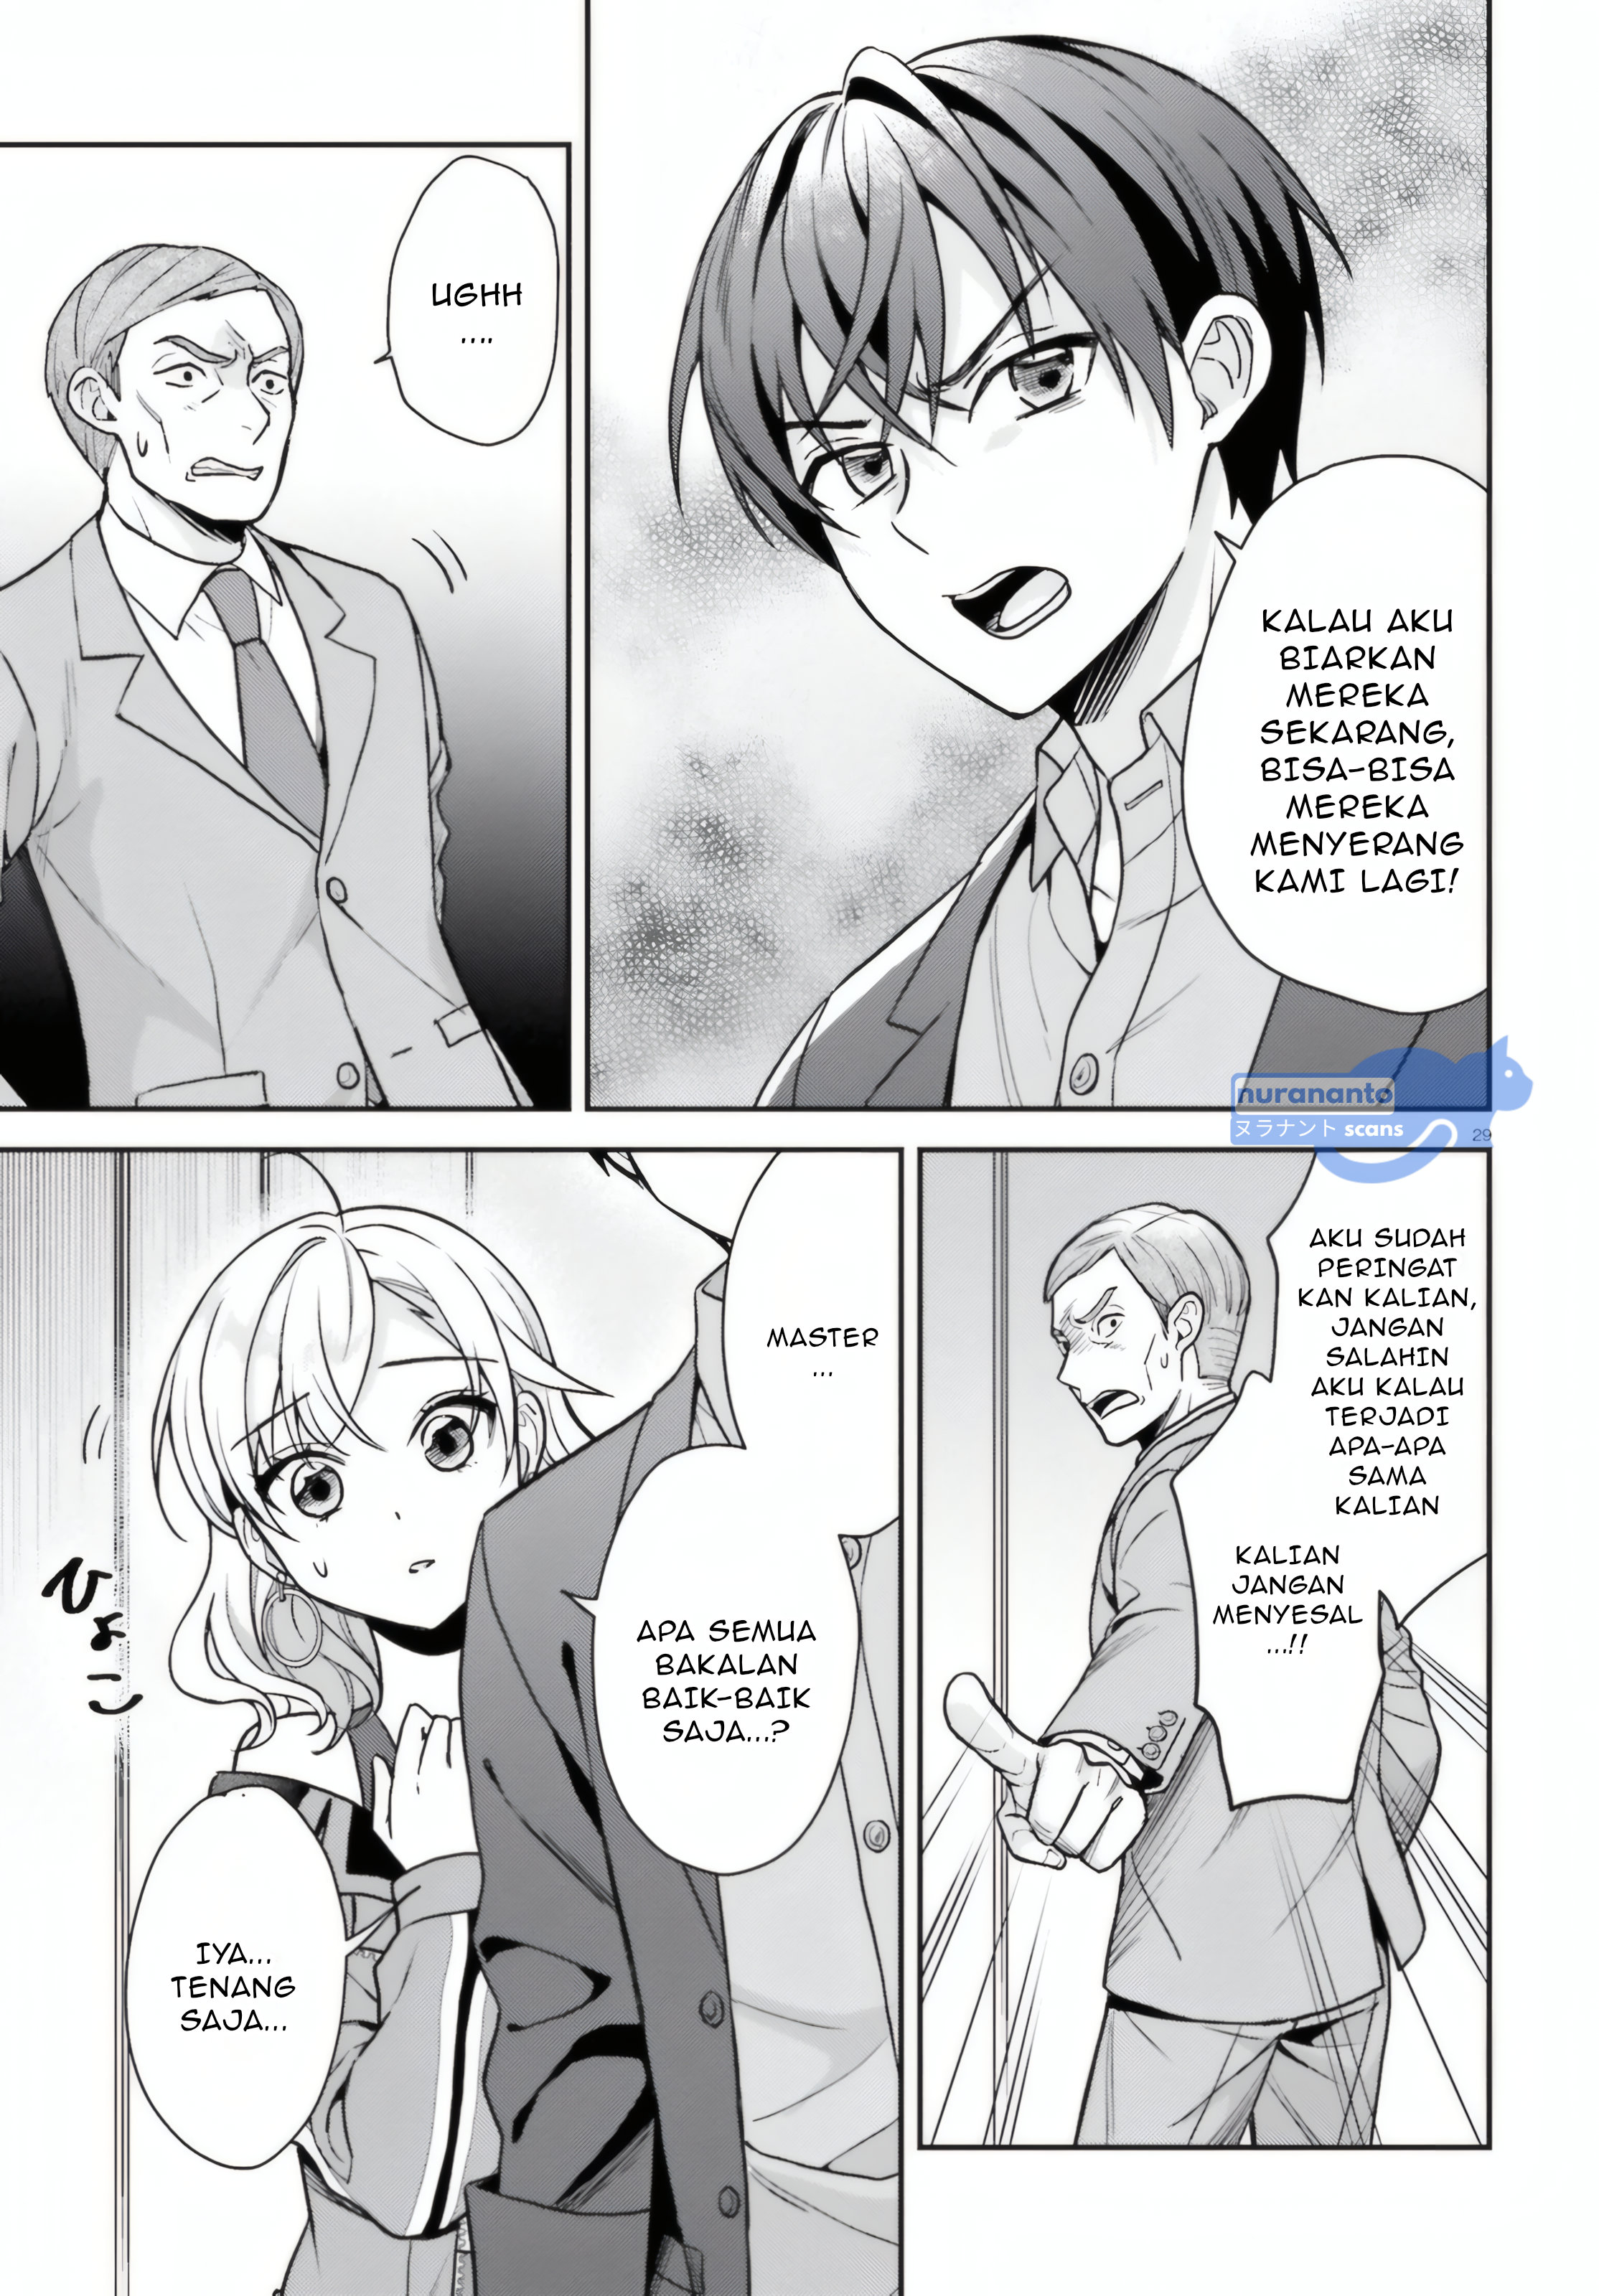 KALAU AKU
BIARKAN
MEREKA
SEKARANG,
BISA-BISA
MEREKA
MENYERANG
KAMI LAGI!
UGHH
....
nurananto
ヌラナント scans
29
AKU SUDAH
PERINGAT
KAN KALIAN,
JANGAN
SALAHIN
AKU KALAU
TERJADI
APA-APA
SAMA
KALIAN
KALIAN
JANGAN
MENYESAL
...!!
MASTER
...
APA SEMUA
BAKALAN
BAIK-BAIK
SAJA...?
ひょこ
IYA...
TENANG
SAJA...